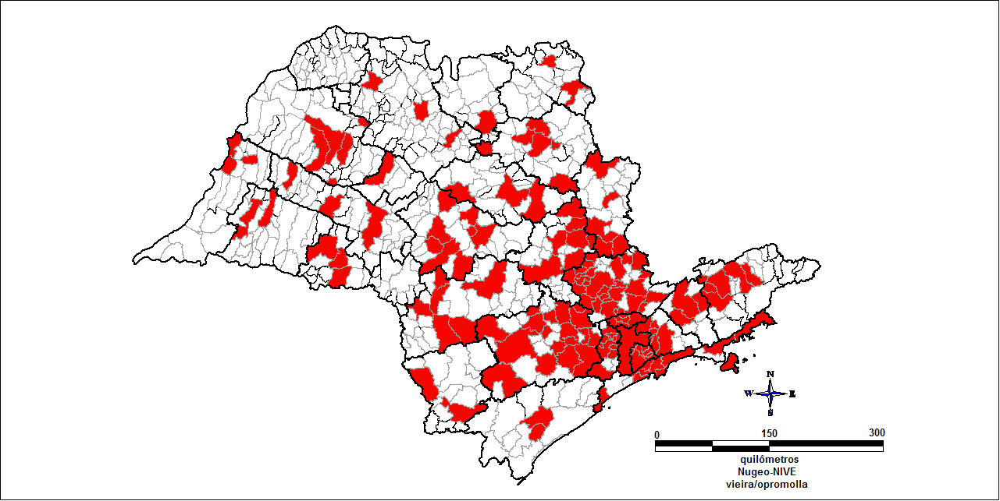 N
W E
S
0 150 300
quilômetros
Nugeo-NIVE
vieira/opromolla